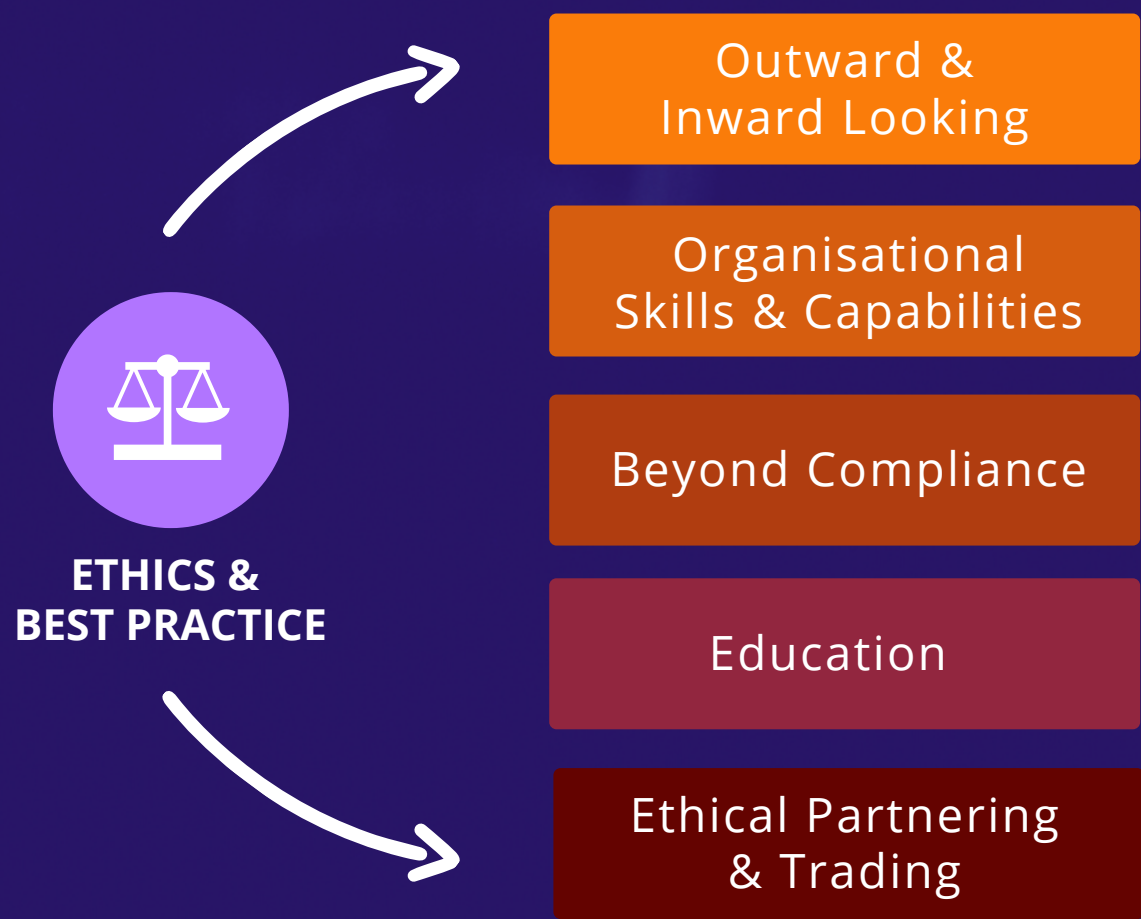 Outward &
Inward Looking
Organisational
Skills & Capabilities
Beyond Compliance
ETHICS &
BEST PRACTICE
Education
Ethical Partnering
& Trading